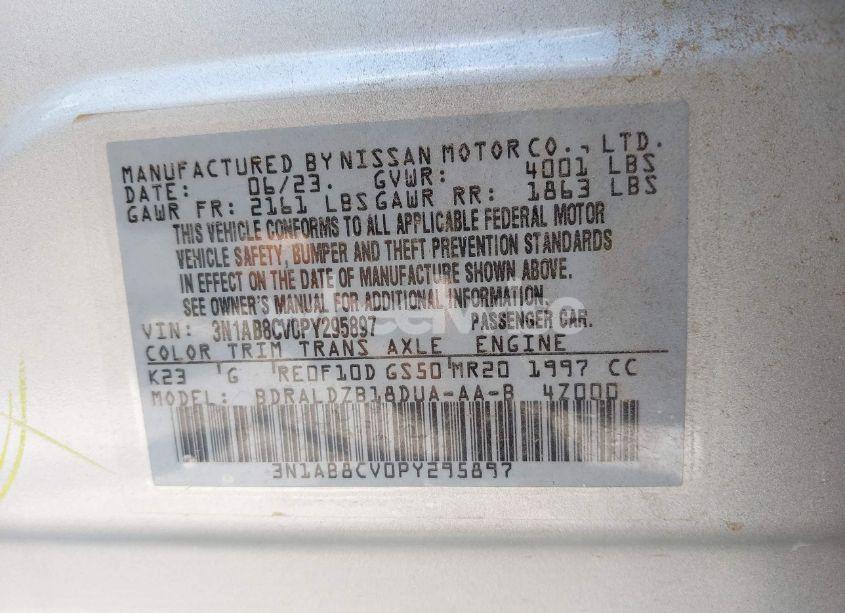 MANUFACTURED BY NISSAN MOTOR CO., LTD.
DATE: 06/23. GVWR: 4001 LBS
GAWR FR: 2161 LBS GAWR RR: 1863 LBS
THIS VEHICLE CONFORMS TO ALL APPLICABLE FEDERAL MOTOR
VEHICLE SAFETY, BUMPER AND THEFT PREVENTION STANDARDS
IN EFFECT ON THE DATE OF MANUFACTURE SHOWN ABOVE.
SEE OWNER'S MANUAL FOR ADDITIONAL INFORMATION.
VIN: 3N1AB8CV0PY295897 PASSENGER CAR.
COLOR TRIM TRANS AXLE ENGINE
K23 G RE0F10D GS50 MR20 1997 CC
MODEL: BDRALDZB18DUA-AA-B 4Z000
3N1AB8CV0PY295897